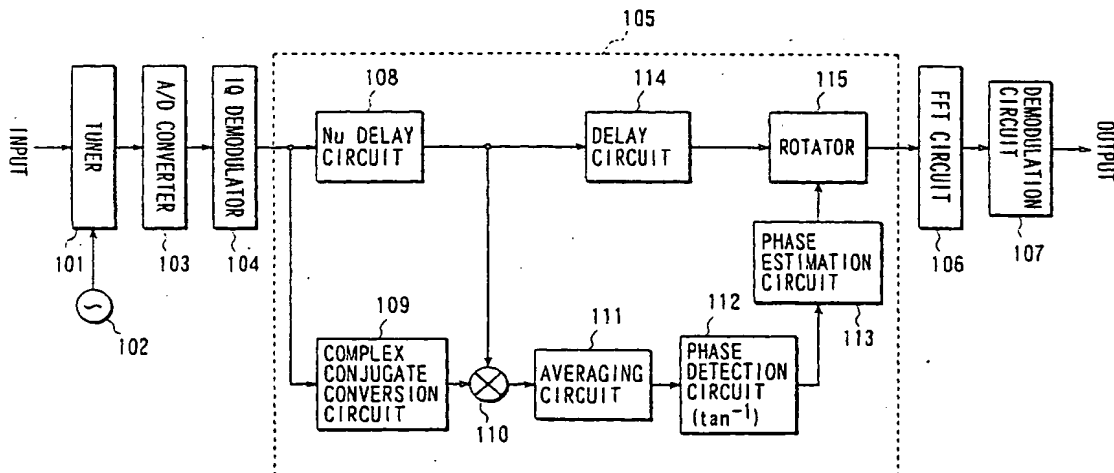 105
INPUT
TUNER
101
102
A/D CONVERTER
103
IQ DEMODULATOR
104
108
Nu DELAY
CIRCUIT
114
DELAY
CIRCUIT
115
ROTATOR
109
COMPLEX
CONJUGATE
CONVERSION
CIRCUIT
110
111
AVERAGING
CIRCUIT
112
PHASE
DETECTION
CIRCUIT
(tan⁻¹)
PHASE
ESTIMATION
CIRCUIT
113
FFT CIRCUIT
106
DEMODULATION
CIRCUIT
107
OUTPUT